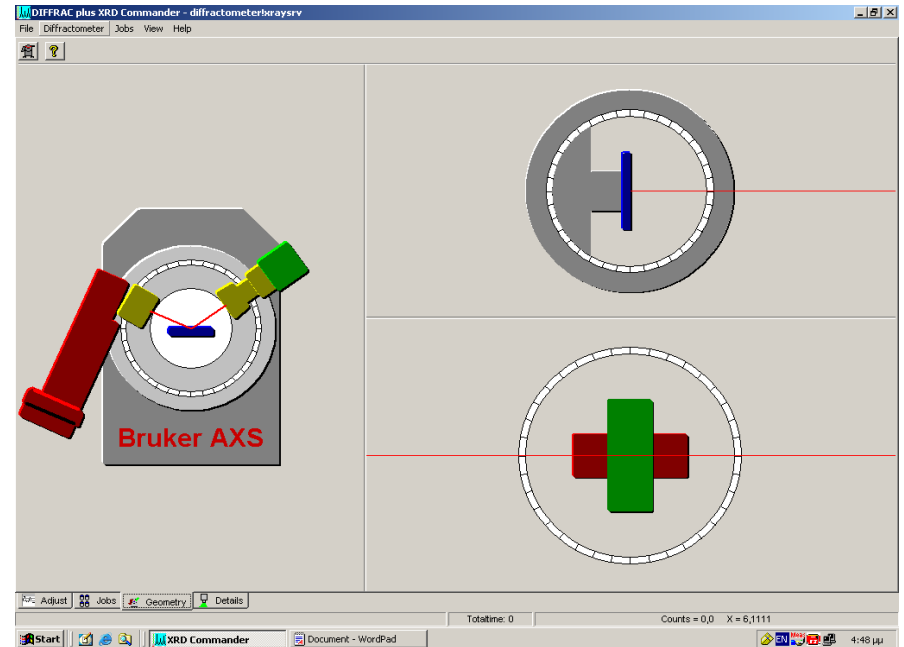 DIFFRAC plus XRD Commander - diffractometer!xraysrv
File Diffractometer Jobs View Help
Bruker AXS
Adjust Jobs Geometry Details
Totaltime: 0 Counts = 0,0 X = 6,1111
Start XRD Commander Document - WordPad EN 4:48 μμ